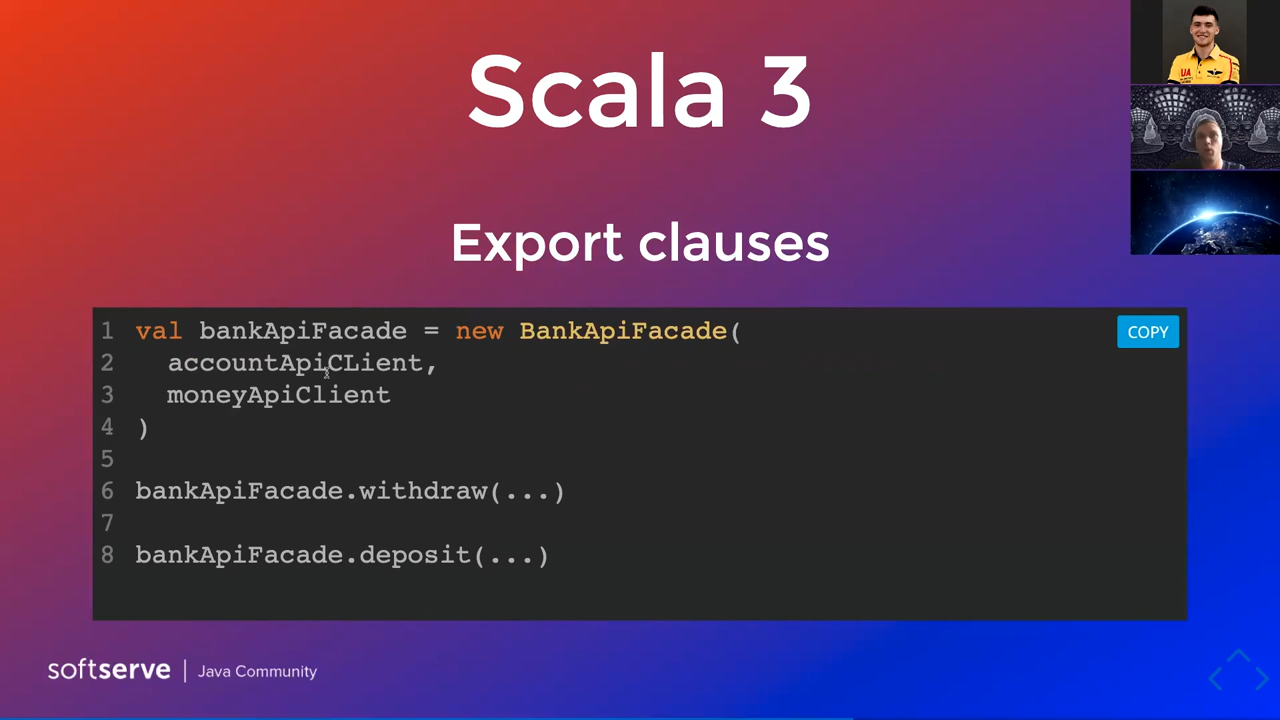 Scala 3
Export clauses
1 val bankApiFacade = new BankApiFacade(
2   accountApiCLient,
3   moneyApiClient
4 )
5
6 bankApiFacade.withdraw(...)
7
8 bankApiFacade.deposit(...)
COPY
softserve | Java Community
UA